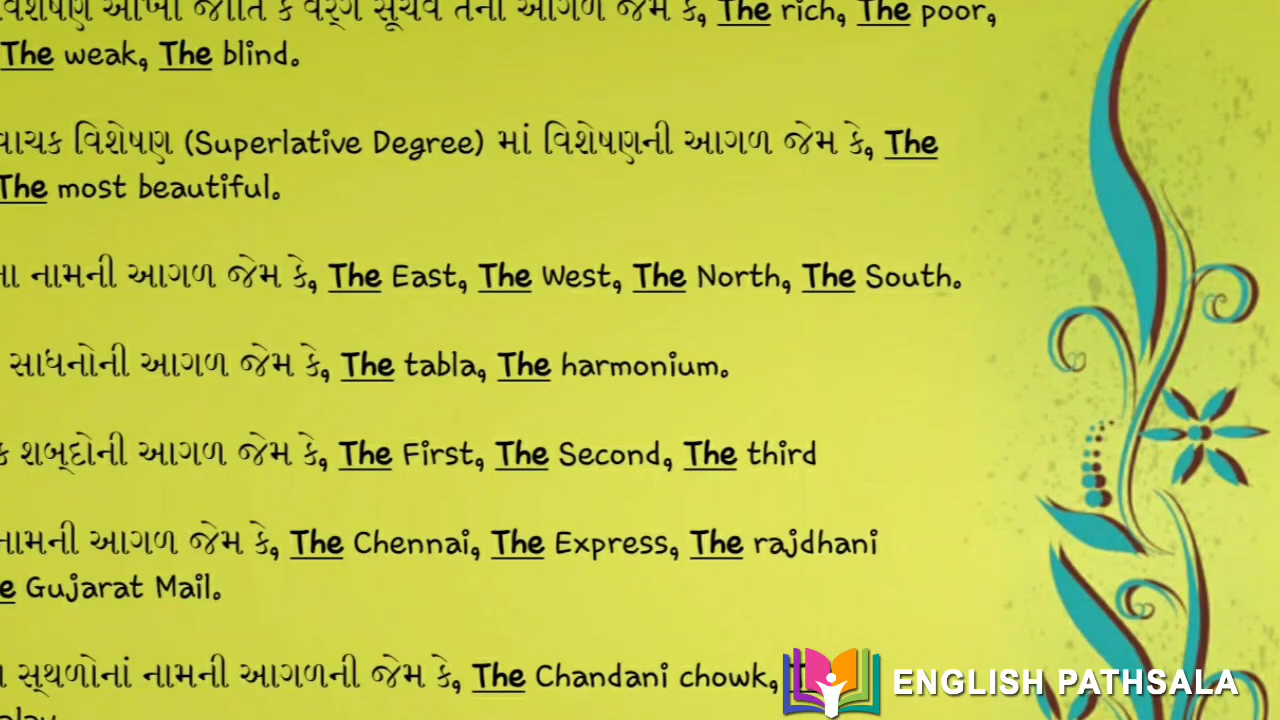 વિશેષણ આખી જાતિ કે વર્ગ સૂચવે તેની આગળ જેમ કે, The rich, The poor,
The weak, The blind.
વાચક વિશેષણ (Superlative Degree) માં વિશેષણની આગળ જેમ કે, The
The most beautiful.
નામની આગળ જેમ કે, The East, The West, The North, The South.
સાધનોની આગળ જેમ કે, The tabla, The harmonium.
શબ્દોની આગળ જેમ કે, The First, The Second, The third
નામની આગળ જેમ કે, The Chennai, The Express, The rajdhani
Gujarat Mail.
સ્થળોનાં નામની આગળની જેમ કે, The Chandani chowk,
ENGLISH PATHSALA